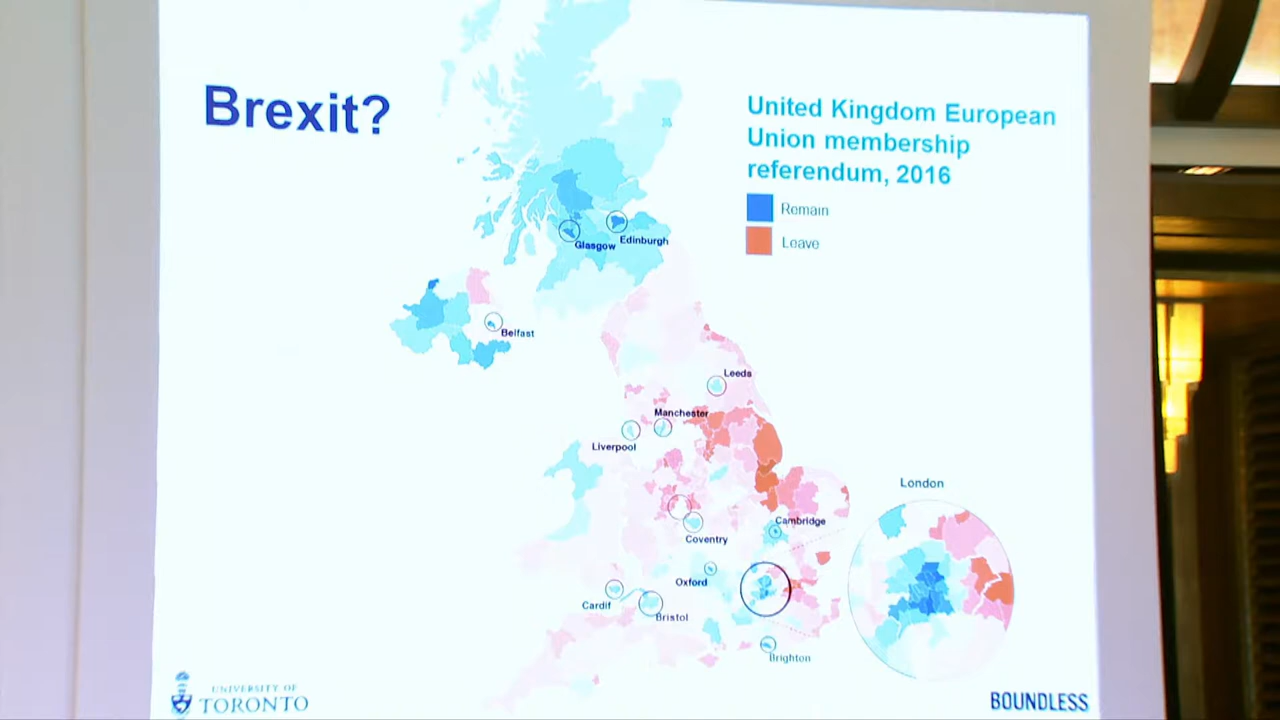 Brexit?
United Kingdom European
Union membership
referendum, 2016
Remain
Leave
Glasgow
Edinburgh
Belfast
Leeds
Manchester
Liverpool
London
Cambridge
Coventry
Oxford
Cardif
Bristol
Brighton
UNIVERSITY OF
TORONTO
BOUNDLESS